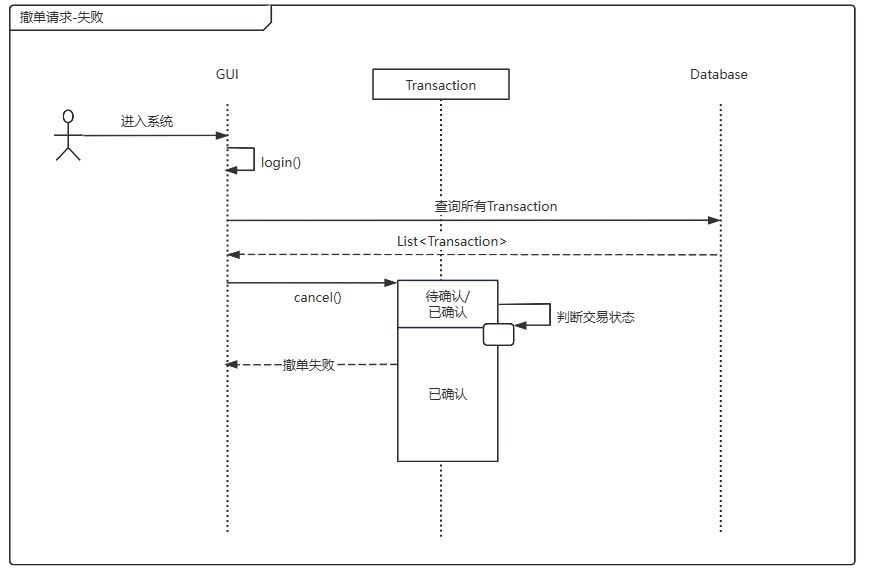 撤单请求-失败
GUI
Transaction
Database
进入系统
login()
查询所有Transaction
List<Transaction>
cancel()
待确认/
已确认
判断交易状态
撤单失败
已确认